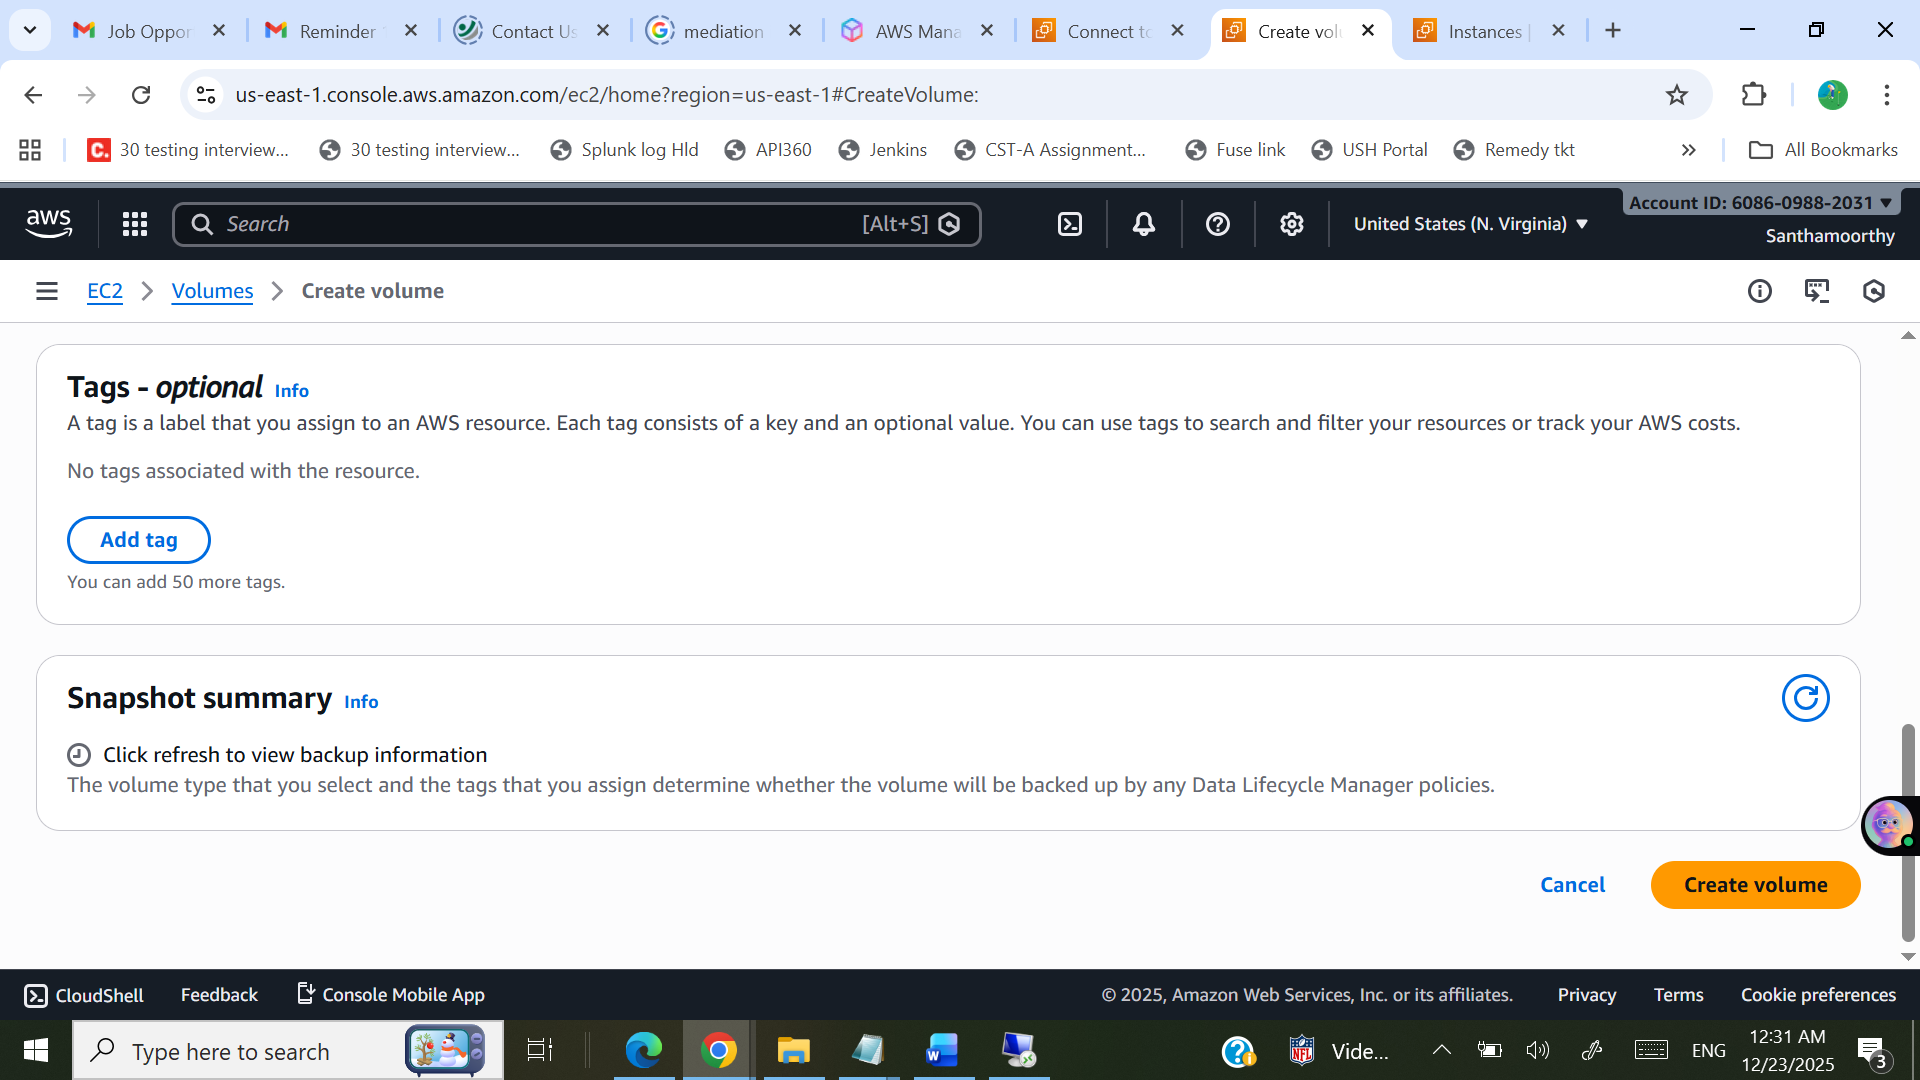 Job Oppor
Reminder
Contact Us
mediation
AWS Mana
Connect to
Create volu
Instances |
us-east-1.console.aws.amazon.com/ec2/home?region=us-east-1#CreateVolume:
30 testing interview...
30 testing interview...
Splunk log Hld
API360
Jenkins
CST-A Assignment...
Fuse link
USH Portal
Remedy tkt
All Bookmarks
aws
Search
[Alt+S]
United States (N. Virginia)
Account ID: 6086-0988-2031
Santhamoorthy
EC2
Volumes
Create volume
Tags - optional Info
A tag is a label that you assign to an AWS resource. Each tag consists of a key and an optional value. You can use tags to search and filter your resources or track your AWS costs.
No tags associated with the resource.
Add tag
You can add 50 more tags.
Snapshot summary Info
Click refresh to view backup information
The volume type that you select and the tags that you assign determine whether the volume will be backed up by any Data Lifecycle Manager policies.
Cancel
Create volume
CloudShell
Feedback
Console Mobile App
© 2025, Amazon Web Services, Inc. or its affiliates.
Privacy
Terms
Cookie preferences
Type here to search
Vide...
ENG
12:31 AM
12/23/2025
3